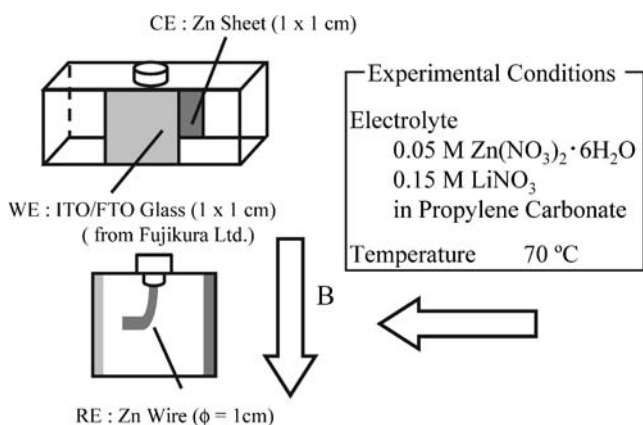 CE : Zn Sheet (1 x 1 cm)
WE : ITO/FTO Glass (1 x 1 cm)
( from Fujikura Ltd.)
B
RE : Zn Wire (ϕ = 1cm)
Experimental Conditions
Electrolyte
0.05 M Zn(NO₃)₂・6H₂O
0.15 M LiNO₃
in Propylene Carbonate
Temperature 70 ºC